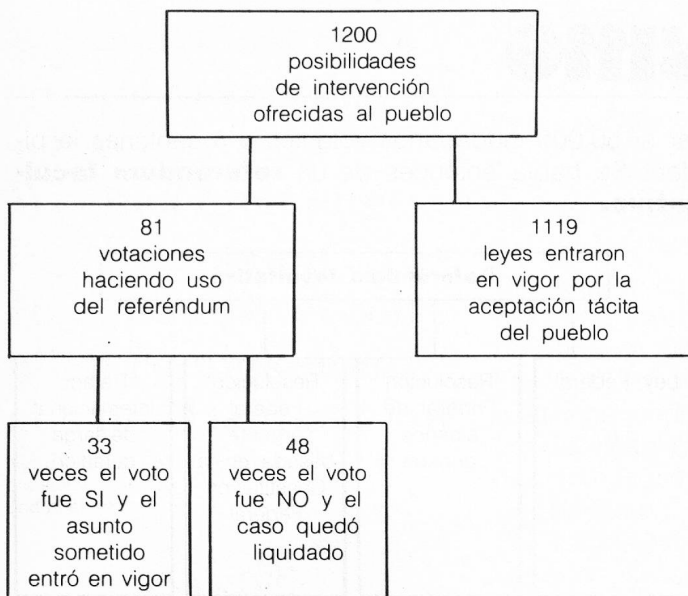 1200
posibilidades
de intervención
ofrecidas al pueblo
81
votaciones
haciendo uso
del referéndum
1119
leyes entraron
en vigor por la
aceptación tácita
del pueblo
33
veces el voto
fue SI y el
asunto
sometido
entró en vigor
48
veces el voto
fue NO y el
caso quedó
liquidado